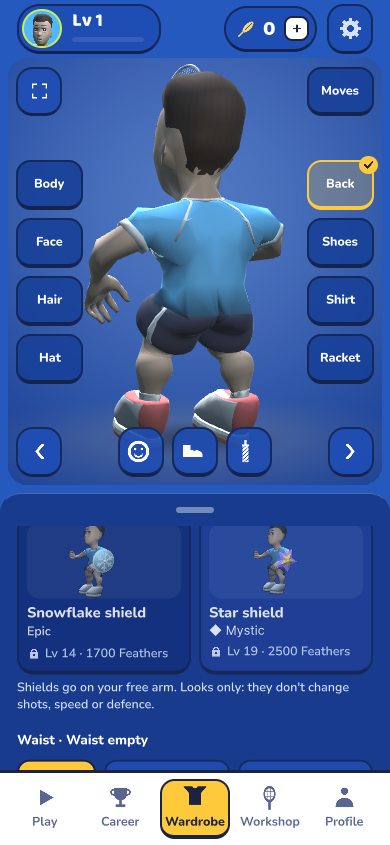 Lv 1
0
+
Moves
Body
Back
Face
Shoes
Hair
Shirt
Hat
Racket
Snowflake shield
Epic
Lv 14 · 1700 Feathers
Star shield
Mystic
Lv 19 · 2500 Feathers
Shields go on your free arm. Looks only: they don't change
shots, speed or defence.
Waist · Waist empty
Play
Career
Wardrobe
Workshop
Profile